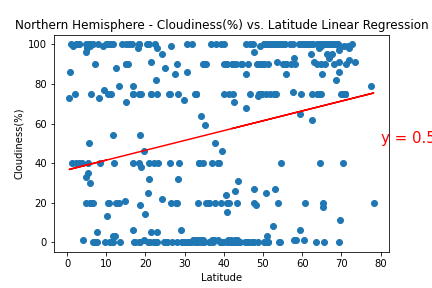 Northern Hemisphere - Cloudiness(%) vs. Latitude Linear Regression
100
80
60
40
20
0
Cloudiness(%)
y = 0.5
0 10 20 30 40 50 60 70 80
Latitude